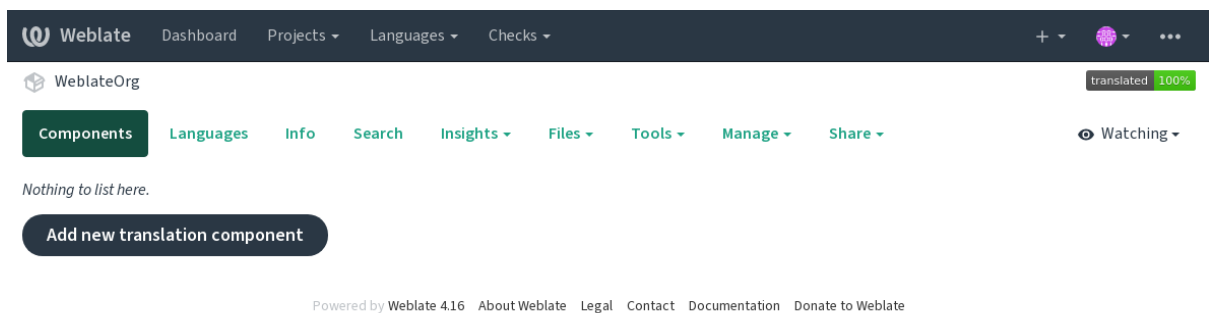 Weblate Dashboard Projects Languages Checks
WeblateOrg translated 100%
Components Languages Info Search Insights Files Tools Manage Share Watching
Nothing to list here.
Add new translation component
Powered by Weblate 4.16 About Weblate Legal Contact Documentation Donate to Weblate